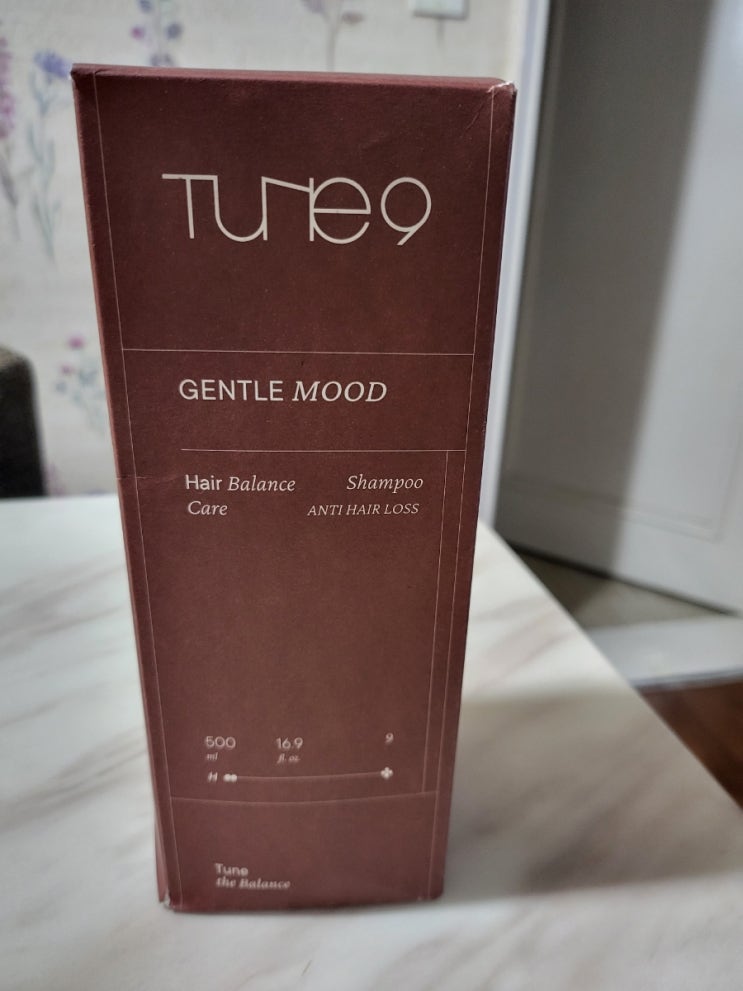 TUNE9
GENTLE MOOD
Hair Balance
Care
Shampoo
ANTI HAIR LOSS
500
ml
16.9
fl. oz
9
H
Tune
the Balance